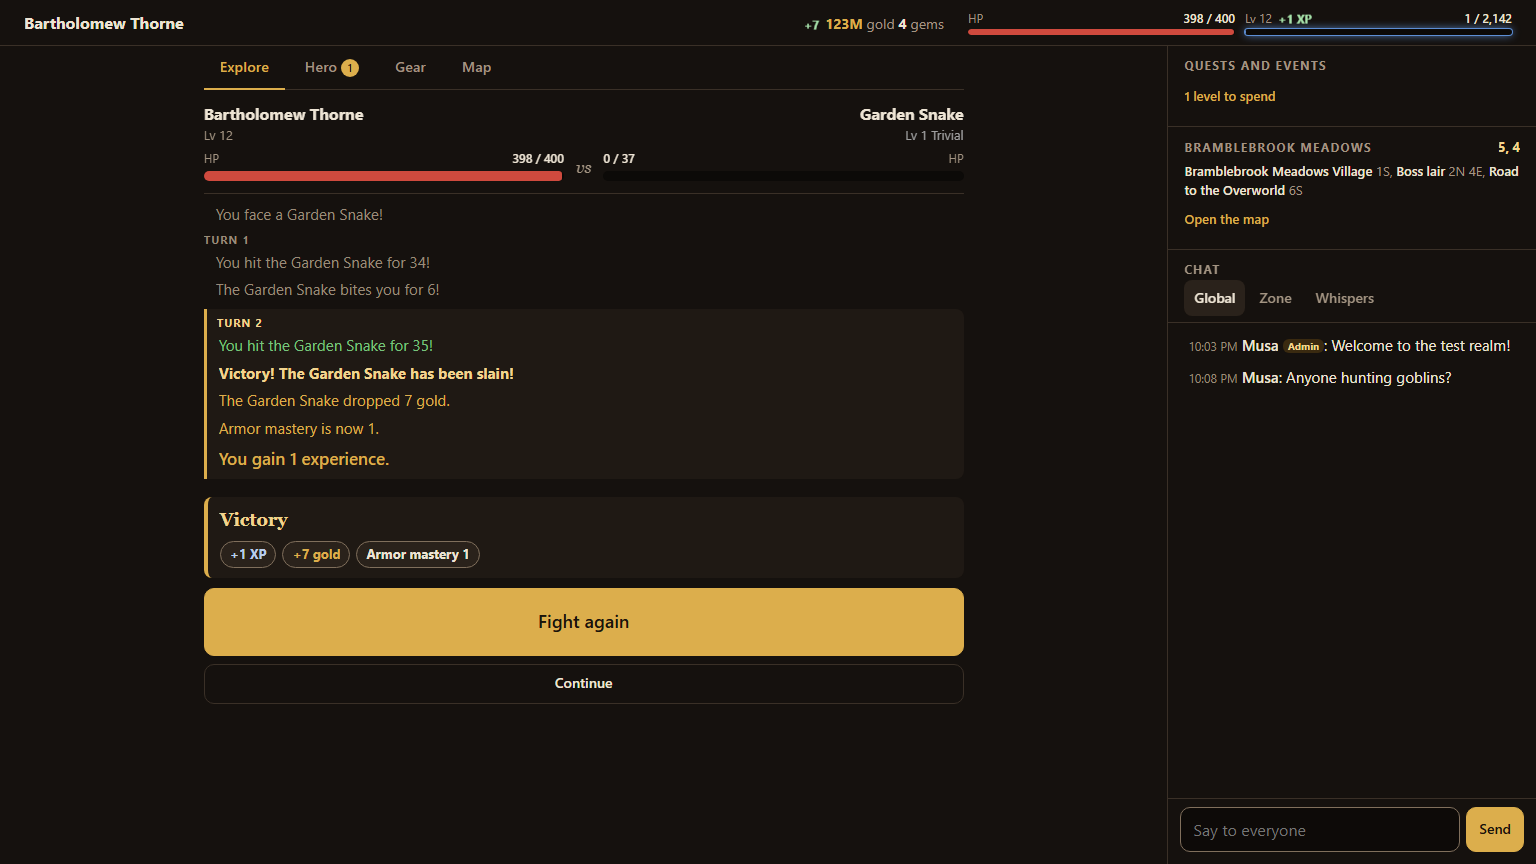 Bartholomew Thorne
+7 123M gold 4 gems
HP 398 / 400
Lv 12 +1 XP 1 / 2,142
Explore Hero 1 Gear Map
Bartholomew Thorne
Lv 12
HP 398 / 400
vs
Garden Snake
Lv 1 Trivial
0 / 37 HP
You face a Garden Snake!
TURN 1
You hit the Garden Snake for 34!
The Garden Snake bites you for 6!
TURN 2
You hit the Garden Snake for 35!
Victory! The Garden Snake has been slain!
The Garden Snake dropped 7 gold.
Armor mastery is now 1.
You gain 1 experience.
Victory
+1 XP +7 gold Armor mastery 1
Fight again
Continue
QUESTS AND EVENTS
1 level to spend
BRAMBLEBROOK MEADOWS 5, 4
Bramblebrook Meadows Village 1S, Boss lair 2N 4E, Road
to the Overworld 6S
Open the map
CHAT
Global Zone Whispers
10:03 PM Musa Admin: Welcome to the test realm!
10:08 PM Musa: Anyone hunting goblins?
Say to everyone Send